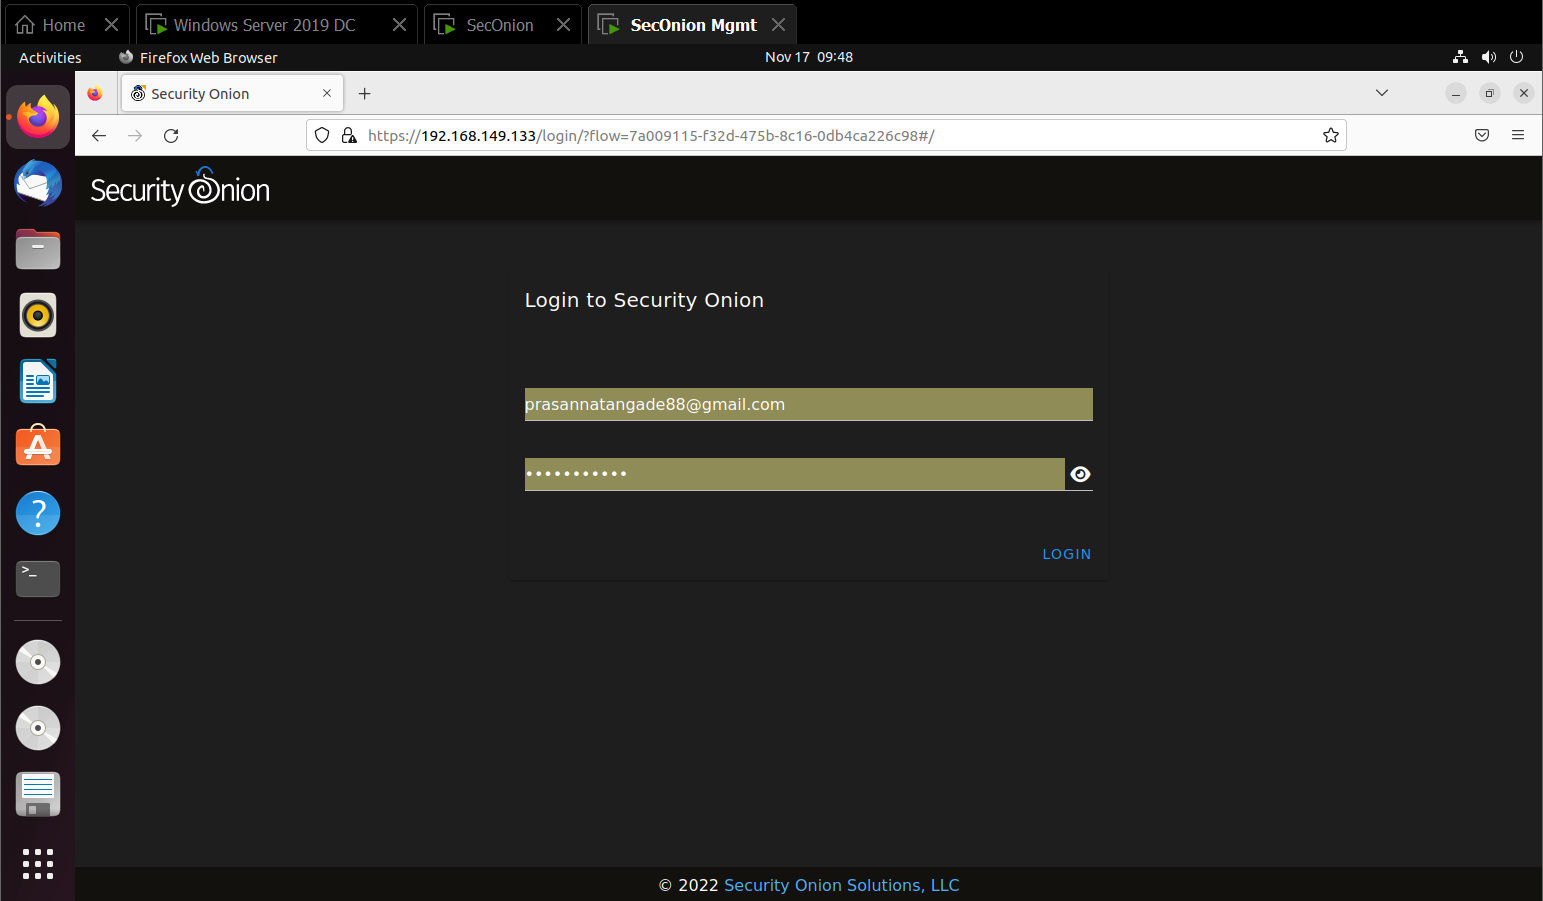 Home
Windows Server 2019 DC
SecOnion
SecOnion Mgmt
Activities
Firefox Web Browser
Nov 17 09:48
Security Onion
https://192.168.149.133/login/?flow=7a009115-f32d-475b-8c16-0db4ca226c98#/
Security Onion
Login to Security Onion
prasannatangade88@gmail.com
•••••••••••
LOGIN
© 2022 Security Onion Solutions, LLC